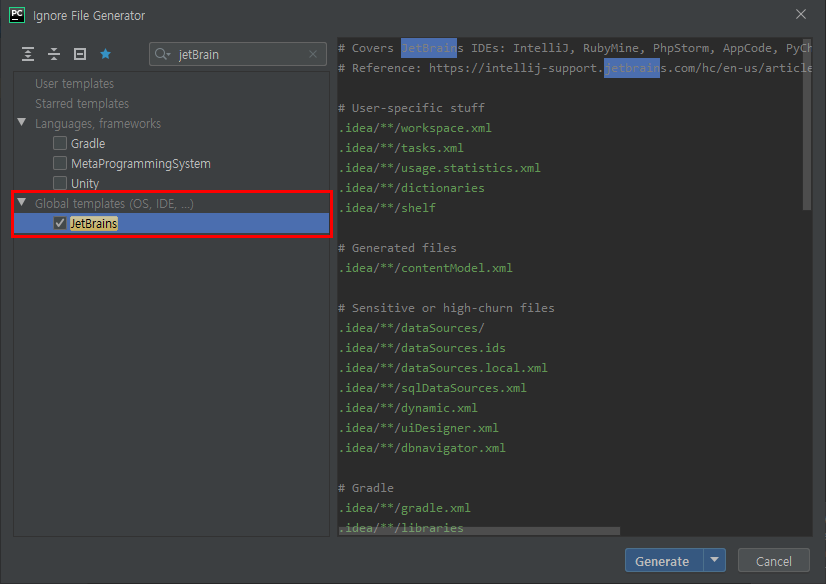 PC Ignore File Generator
jetBrain
User templates
Starred templates
Languages, frameworks
Gradle
MetaProgrammingSystem
Unity
Global templates (OS, IDE, ...)
JetBrains
# Covers JetBrains IDEs: IntelliJ, RubyMine, PhpStorm, AppCode, PyCh
# Reference: https://intellij-support.jetbrains.com/hc/en-us/article
# User-specific stuff
.idea/**/workspace.xml
.idea/**/tasks.xml
.idea/**/usage.statistics.xml
.idea/**/dictionaries
.idea/**/shelf
# Generated files
.idea/**/contentModel.xml
# Sensitive or high-churn files
.idea/**/dataSources/
.idea/**/dataSources.ids
.idea/**/dataSources.local.xml
.idea/**/sqlDataSources.xml
.idea/**/dynamic.xml
.idea/**/uiDesigner.xml
.idea/**/dbnavigator.xml
# Gradle
.idea/**/gradle.xml
.idea/**/libraries
Generate
Cancel